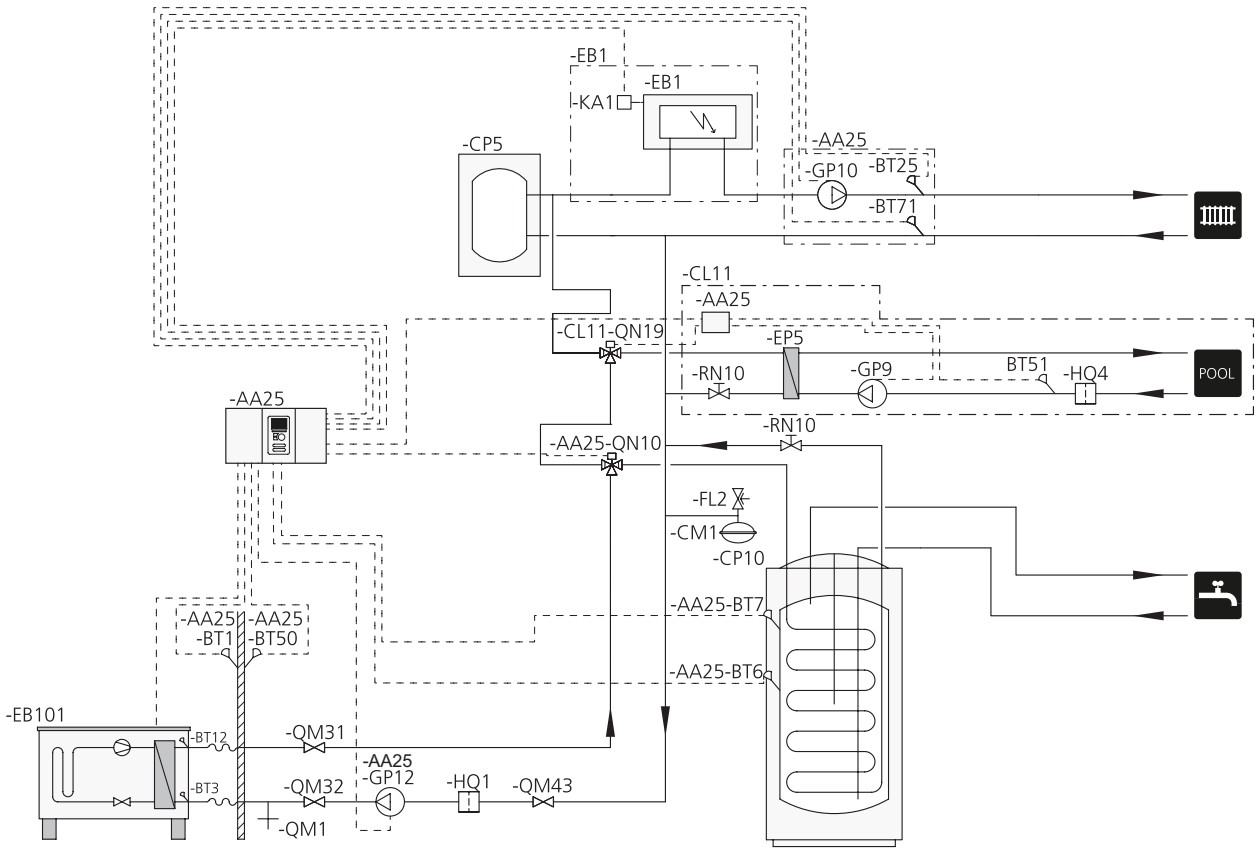 -EB1
-EB1
-KA1
-CP5
-AA25
-GP10
-BT25
-BT71
-CL11
-AA25
-CL11-QN19
-EP5
-RN10
-GP9
BT51
-HQ4
POOL
-AA25
-RN10
-AA25-QN10
-FL2
-CM1
-CP10
-AA25
-AA25
-BT1
-BT50
-AA25-BT7
-AA25-BT6
-EB101
-BT12
-QM31
-AA25
-GP12
-BT3
-QM32
-HQ1
-QM43
-QM1